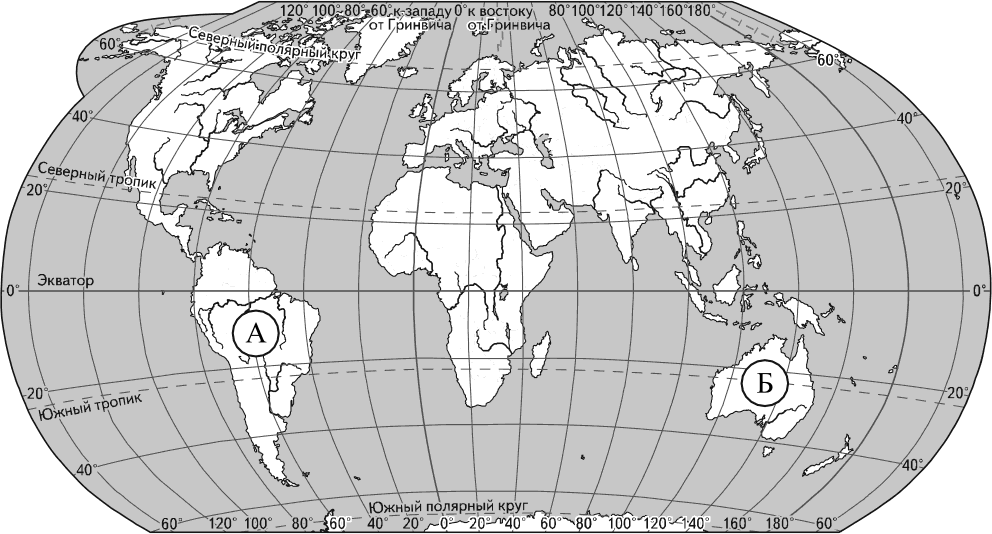 120° 100° 80° 60° к западу 0° к востоку 80° 100° 120° 140° 160° 180°
от Гринвича от Гринвича
Северный полярный круг
60° 60°
40° 40°
Северный тропик
20° 20°
Экватор
0° 0°
А
Б
20° 20°
Южный тропик
40° 40°
Южный полярный круг
60° 120° 100° 80° 60° 40° 20° 0° 20° 40° 60° 80° 100° 120° 140° 160° 180° 60°